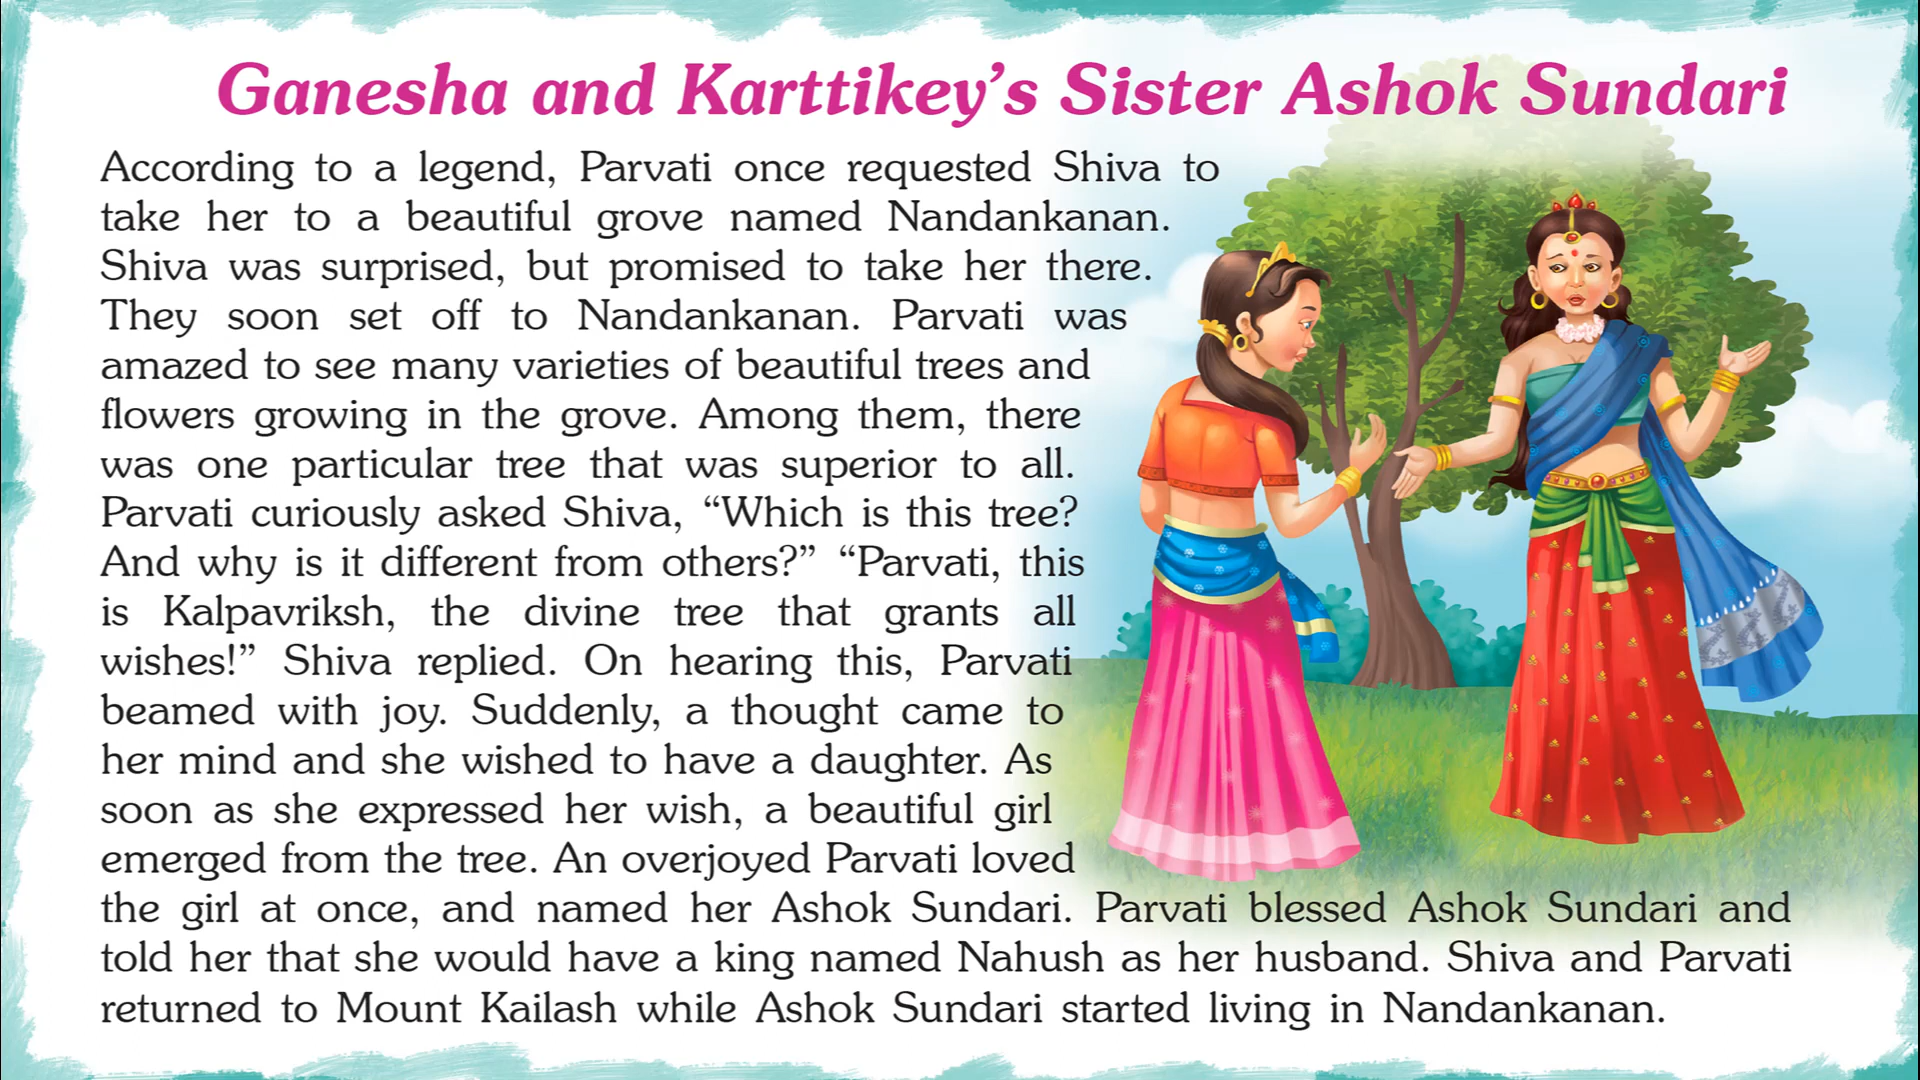 Ganesha and Karttikey’s Sister Ashok Sundari
According to a legend, Parvati once requested Shiva to
take her to a beautiful grove named Nandankanan.
Shiva was surprised, but promised to take her there.
They soon set off to Nandankanan. Parvati was
amazed to see many varieties of beautiful trees and
flowers growing in the grove. Among them, there
was one particular tree that was superior to all.
Parvati curiously asked Shiva, “Which is this tree?
And why is it different from others?” “Parvati, this
is Kalpavriksh, the divine tree that grants all
wishes!” Shiva replied. On hearing this, Parvati
beamed with joy. Suddenly, a thought came to
her mind and she wished to have a daughter. As
soon as she expressed her wish, a beautiful girl
emerged from the tree. An overjoyed Parvati loved
the girl at once, and named her Ashok Sundari. Parvati blessed Ashok Sundari and
told her that she would have a king named Nahush as her husband. Shiva and Parvati
returned to Mount Kailash while Ashok Sundari started living in Nandankanan.